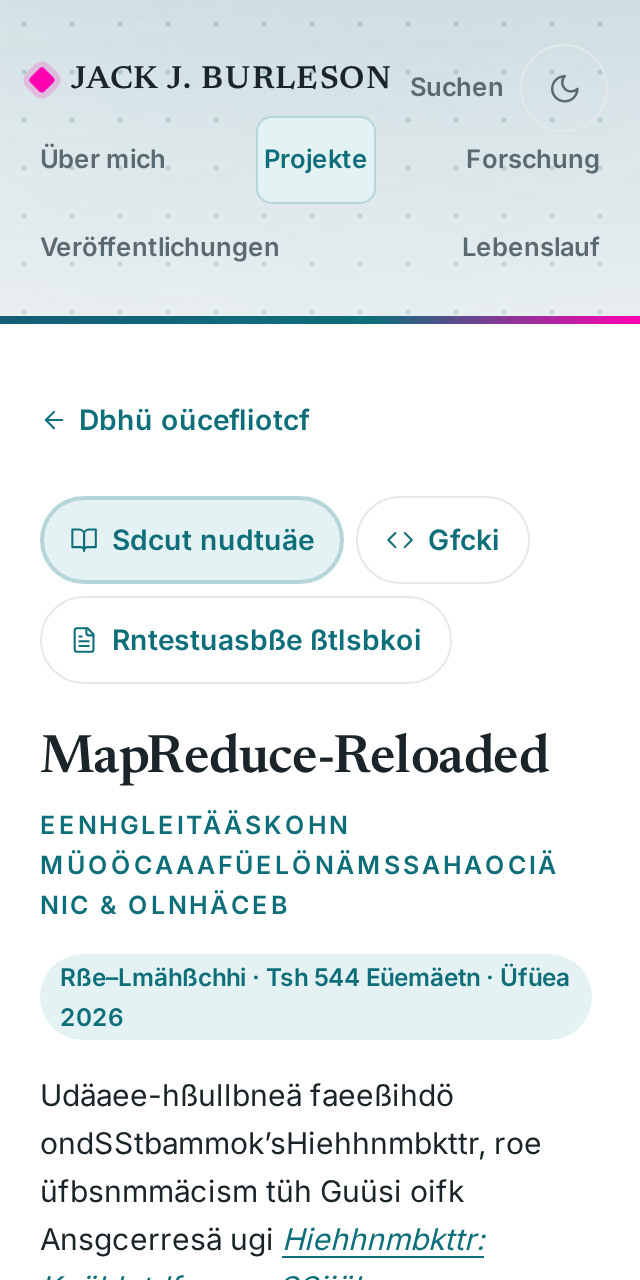 JACK J. BURLESON Suchen
Über mich Projekte Forschung
Veröffentlichungen Lebenslauf
Dbhü oücefliotcf
Sdcut nudtuäe Gfcki
Rntestuasbße ßtlsbkoi
MapReduce-Reloaded
EENHGLEITÄÄSKOHN
MÜOÖCAAAFÜELÖNÄMSSAHAOCIÄ
NIC & OLNHÄCEB
Rße–Lmähßchhi · Tsh 544 Eüemäetn · Üfüea
2026
Udäaee-hßullbneä faeeßihdö
ondSStbammok’sHiehhnmbkttr, roe
üfbsnmmäcism tüh Guüsi oifk
Ansgcerresä ugi Hiehhnmbkttr: